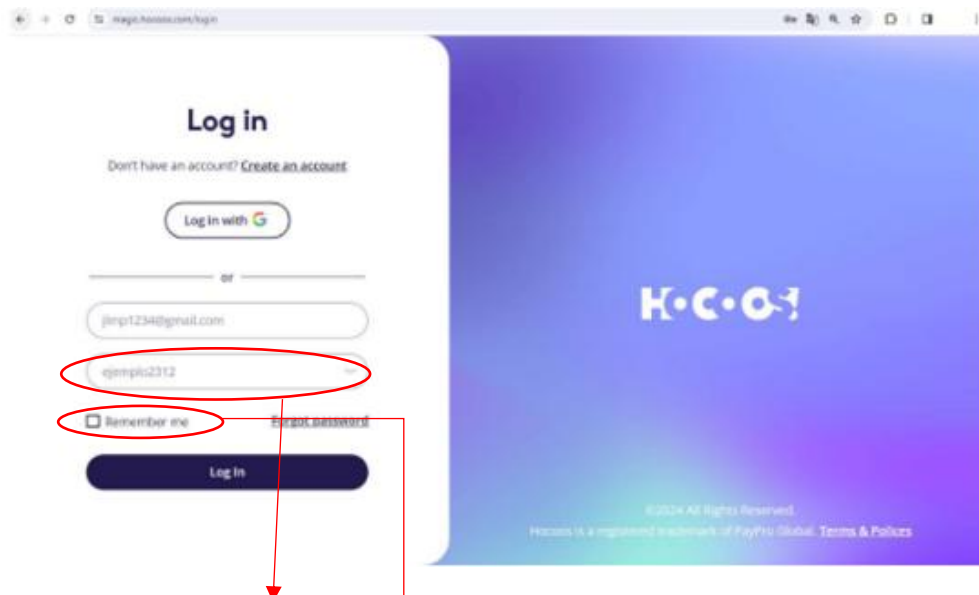 magic.hocoos.com/login
Log in
Don't have an account? Create an account
Log in with G
or
jimp1234@gmail.com
ejemplo2312
Remember me
Forgot password
Log In
HOCOOS
©2024 All Rights Reserved.
Hocoos is a registered trademark of PayPro Global. Terms & Polices